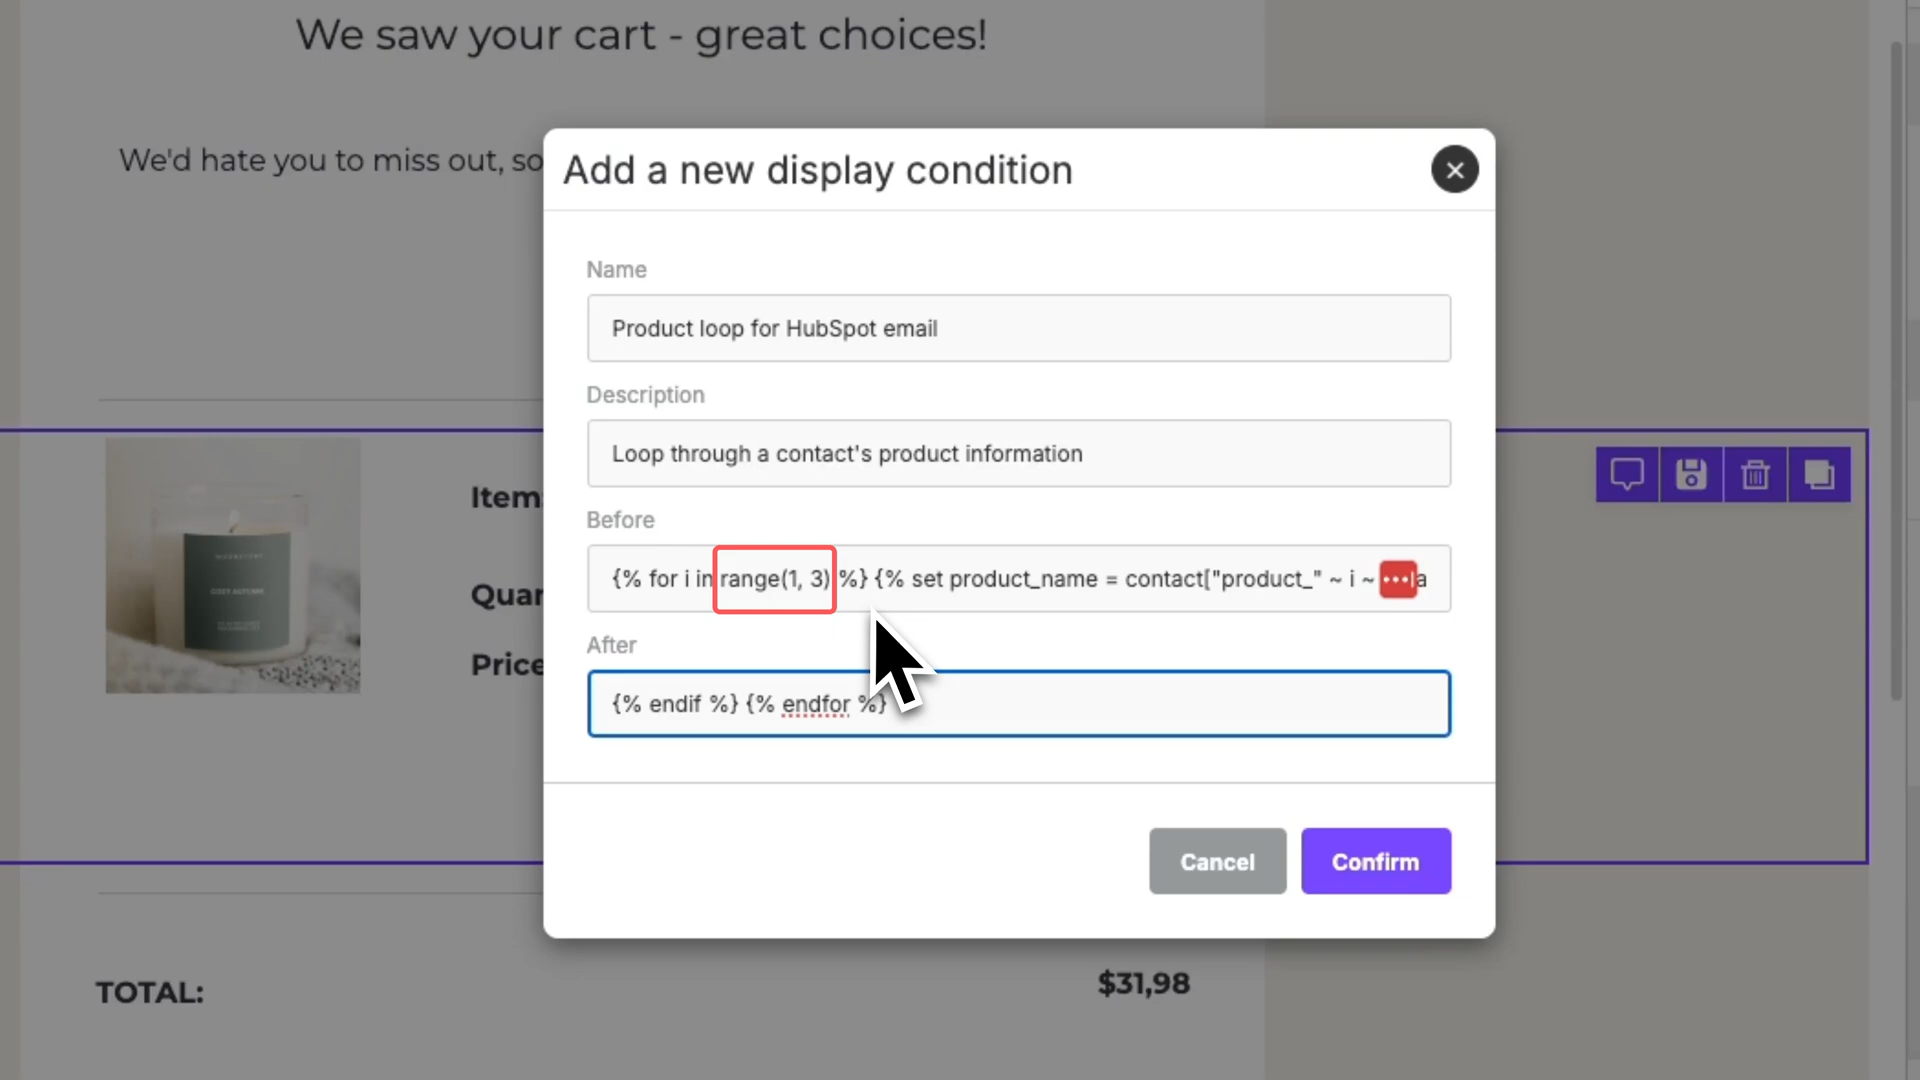 We saw your cart - great choices!
We'd hate you to miss out, so
Add a new display condition
Name
Product loop for HubSpot email
Description
Loop through a contact's product information
Before
{% for i in range(1, 3) %} {% set product_name = contact["product_" ~ i ~ a
After
{% endif %} {% endfor %}
Cancel
Confirm
COZY AUTUMN
Item
Quan
Price
TOTAL:
$31,98